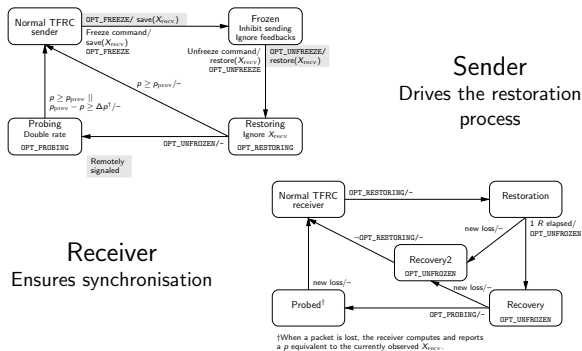 Normal TFRC
sender
OPT_FREEZE/ save(X_recv)
Freeze command/
save(X_recv)
OPT_FREEZE
Frozen
Inhibit sending
Ignore feedbacks
Unfreeze command/
restore(X_recv)
OPT_UNFREEZE
OPT_UNFREEZE/
restore(X_recv)
p ≥ p_prev/–
p ≥ p_prev ||
p_prev − p ≥ Δp†/–
Probing
Double rate
OPT_PROBING
OPT_UNFROZEN/–
Restoring
Ignore X_recv
OPT_RESTORING
Remotely
signaled
Sender
Drives the restoration
process
Receiver
Ensures synchronisation
Normal TFRC
receiver
OPT_RESTORING/–
Restoration
1 R elapsed/
OPT_UNFROZEN
new loss/–
¬OPT_RESTORING/–
Recovery2
OPT_UNFROZEN
new loss/–
new loss/–
Probed†
OPT_PROBING/–
Recovery
OPT_UNFROZEN
†When a packet is lost, the receiver computes and reports
a p equivalent to the currently observed X_recv.